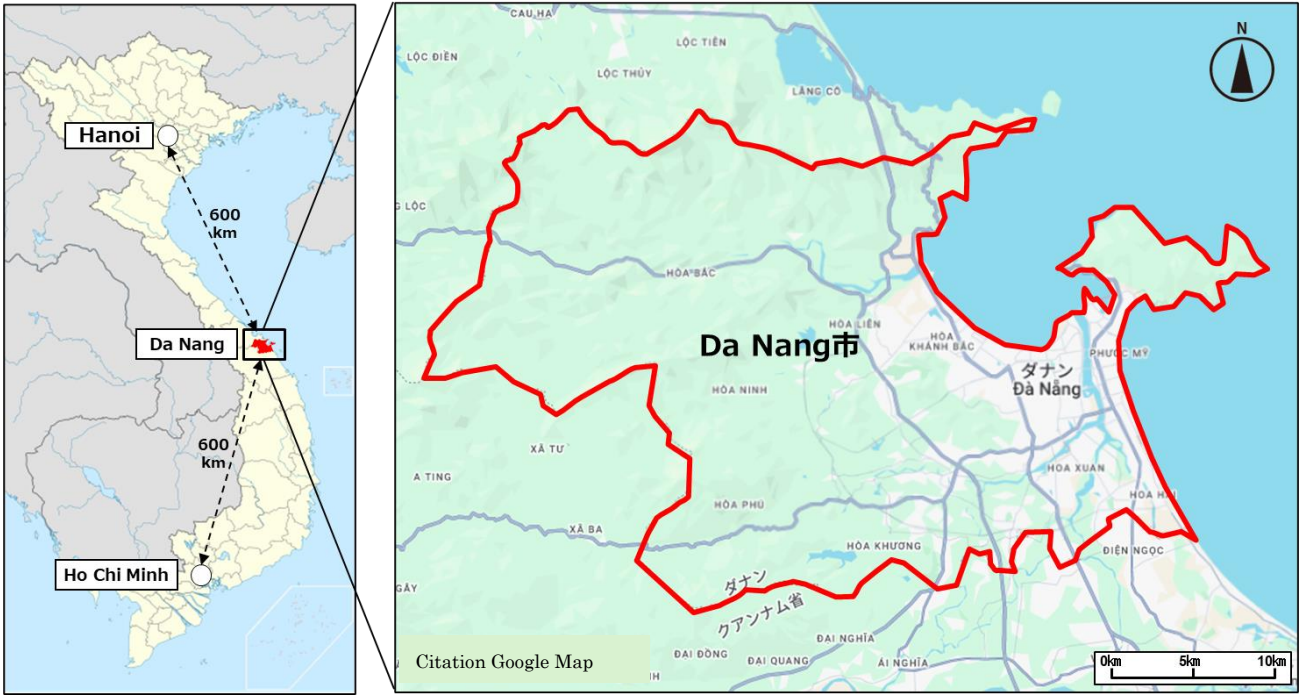 Hanoi
600
km
Da Nang
600
km
Ho Chi Minh
CAU HA
LỘC TIÊN
LỘC ĐIỀN
LỘC THỦY
LĂNG CÔ
N
G LỘC
HÒA BẮC
HÒA LIÊN
HÒA
KHÁNH BẮC
Da Nang市
PHƯỚC MỸ
ダナン
Đà Nẵng
HÒA NINH
XÃ TƯ
A TING
HÒA XUAN
HÒA PHÚ
HÒA HẢI
XÃ BA
HÒA KHƯƠNG
ĐIỆN NGỌC
GÂY
ダナン
クアンナム省
ĐẠI NGHĨA
ĐẠI ĐỒNG
ĐẠI QUANG
ÁI NGHĨA
NH
Citation Google Map
0km
5km
10km